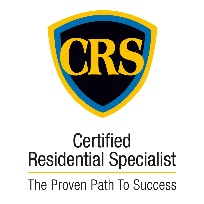 CRS
Certified
Residential Specialist
The Proven Path To Success